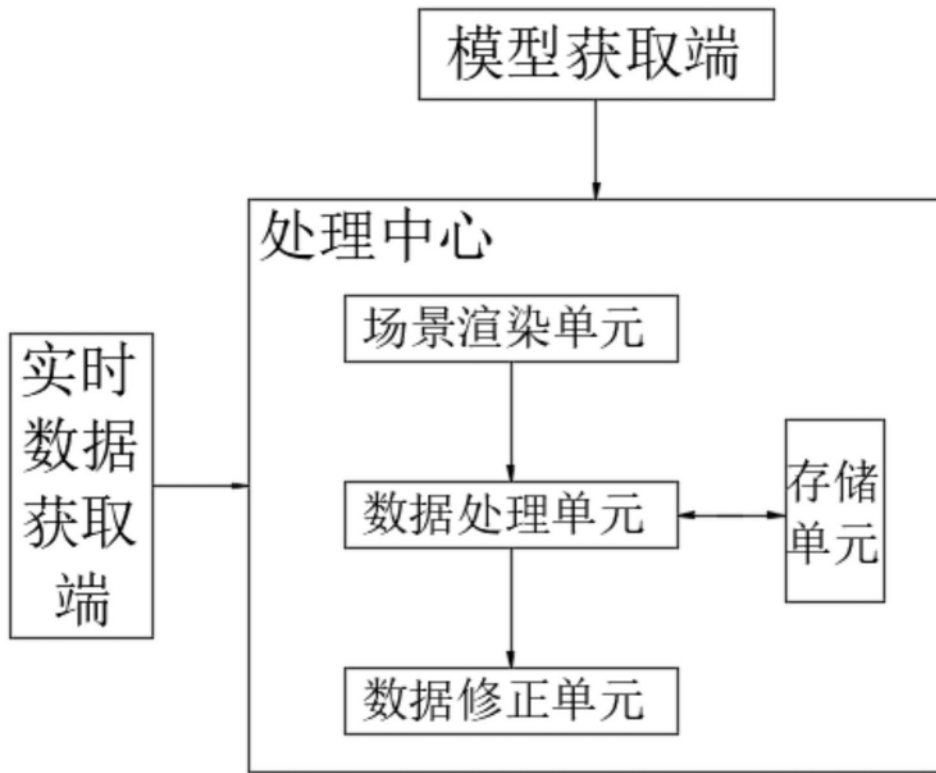 模型获取端
处理中心
场景渲染单元
实时
数据
获取
端
数据处理单元
存储
单元
数据修正单元